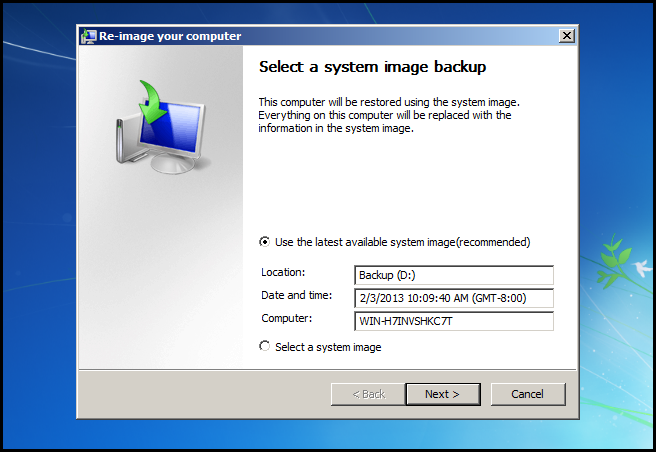 Re-image your computer
Select a system image backup
This computer will be restored using the system image.
Everything on this computer will be replaced with the
information in the system image.
Use the latest available system image(recommended)
Location: Backup (D:)
Date and time: 2/3/2013 10:09:40 AM (GMT-8:00)
Computer: WIN-H7INVSHKC7T
Select a system image
< Back Next > Cancel